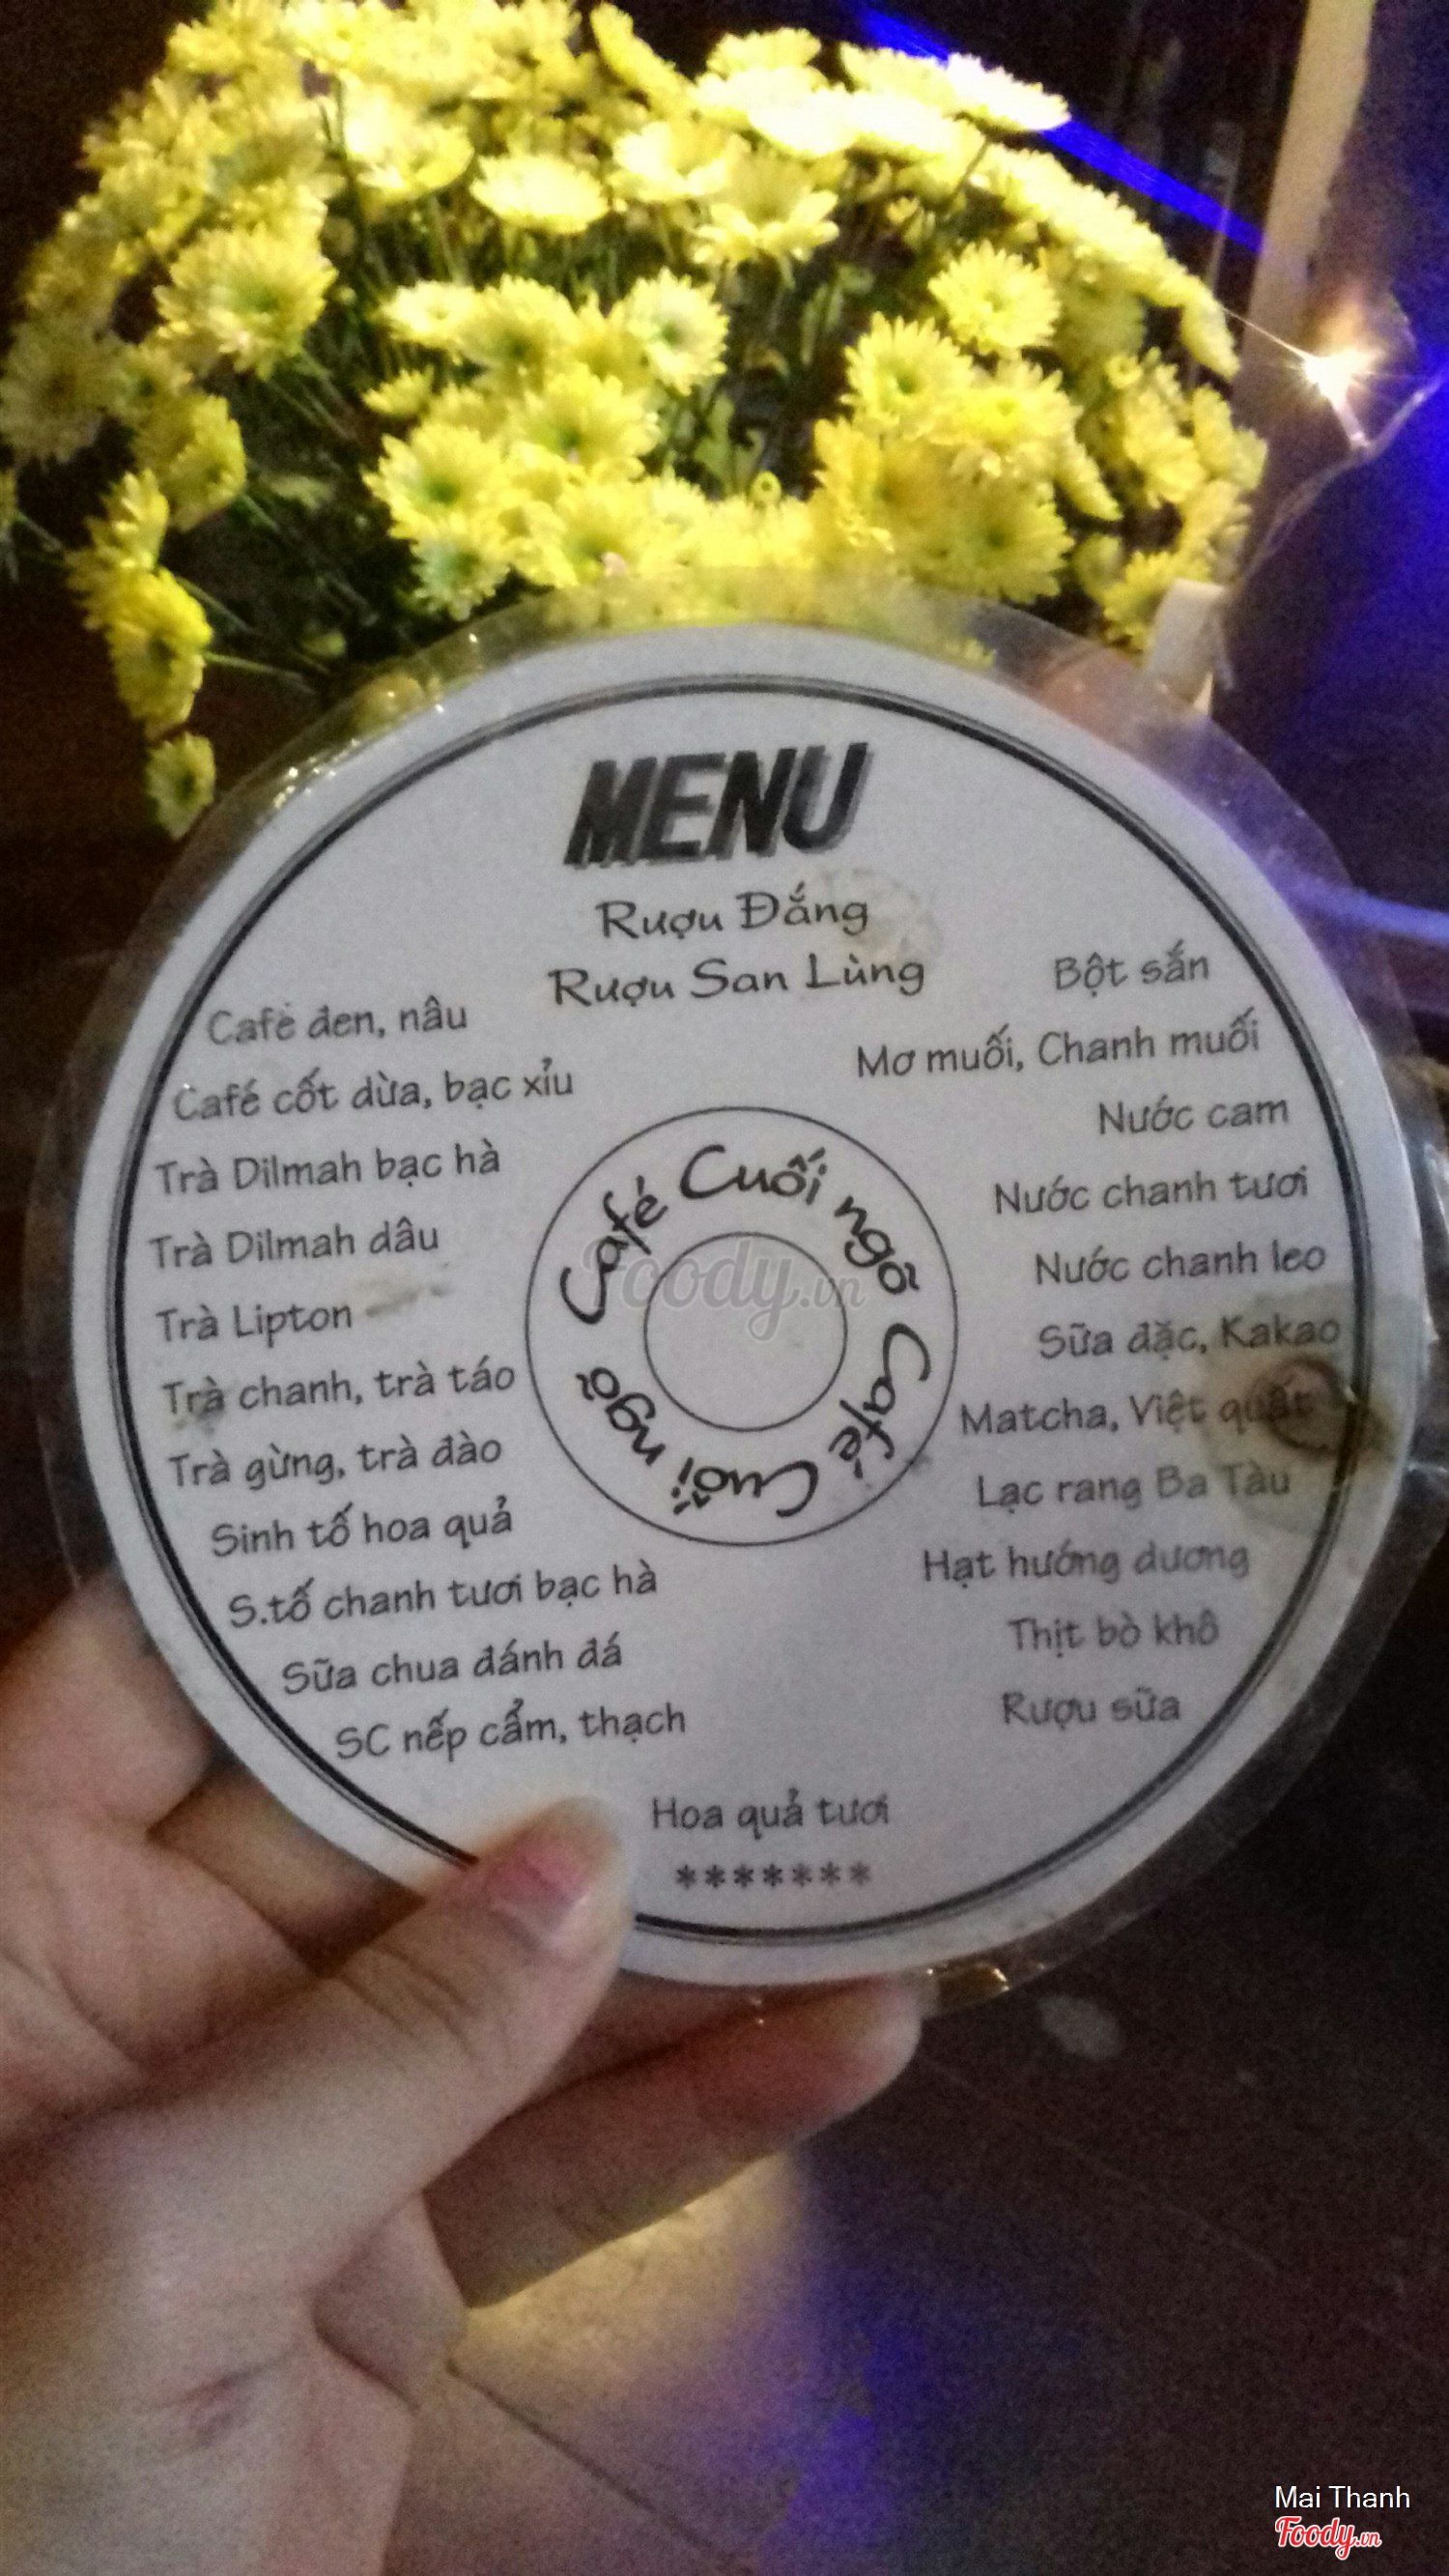 MENU
Rượu Đắng
Rượu San Lùng
Café đen, nâu
Café cốt dừa, bạc xỉu
Trà Dilmah bạc hà
Trà Dilmah dâu
Trà Lipton
Trà chanh, trà táo
Trà gừng, trà đào
Sinh tố hoa quả
S.tố chanh tươi bạc hà
Sữa chua đánh đá
SC nếp cẩm, thạch
Bột sắn
Mơ muối, Chanh muối
Nước cam
Nước chanh tươi
Nước chanh leo
Sữa đặc, Kakao
Matcha, Việt quất
Lạc rang Ba Tàu
Hạt hướng dương
Thịt bò khô
Rượu sữa
Hoa quả tươi
*******
Café Cuối ngõ Café Cuối ngõ
Foody.vn
Mai Thanh
Foody.vn